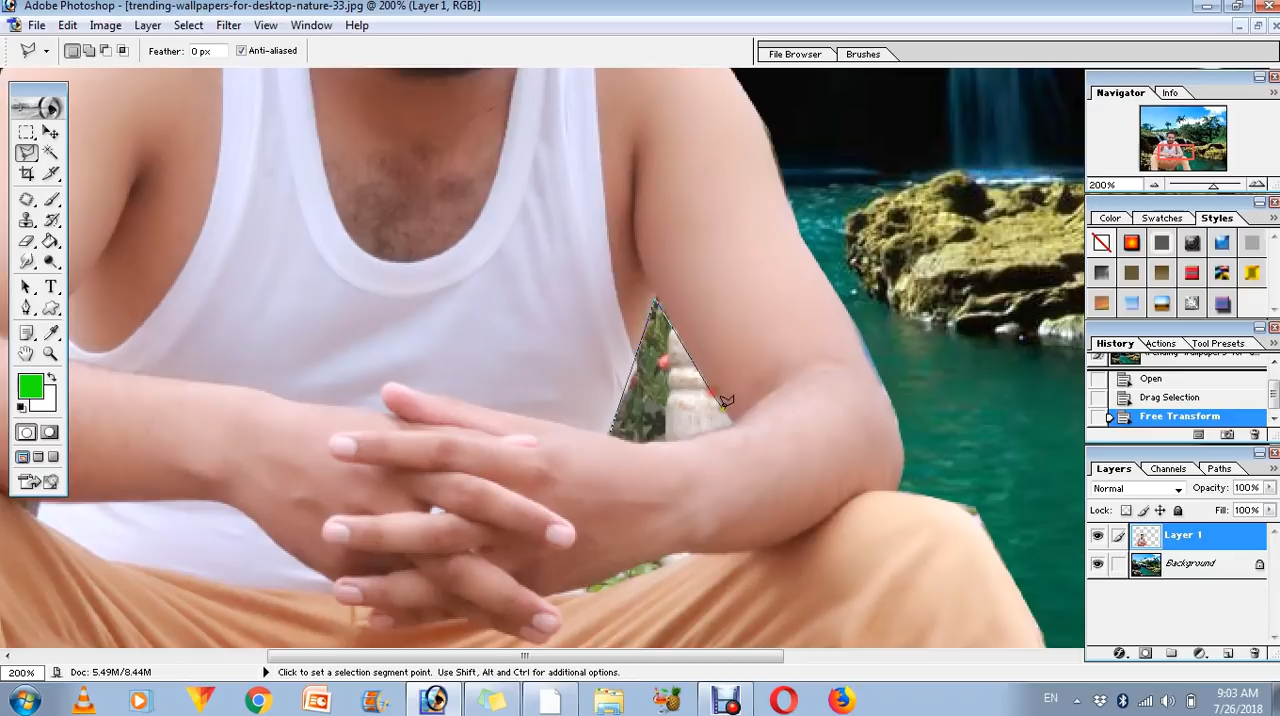 Adobe Photoshop - [trending-wallpapers-for-desktop-nature-33.jpg @ 200% (Layer 1, RGB)]
File Edit Image Layer Select Filter View Window Help
Feather: 0 px Anti-aliased
File Browser Brushes
Navigator Info
200%
Color Swatches Styles
History Actions Tool Presets
Open
Drag Selection
Free Transform
Layers Channels Paths
Normal Opacity: 100%
Lock: Fill: 100%
Layer 1
Background
200% Doc: 5.49M/8.44M Click to set a selection segment point. Use Shift, Alt and Ctrl for additional options.
EN 9:03 AM
7/26/2018